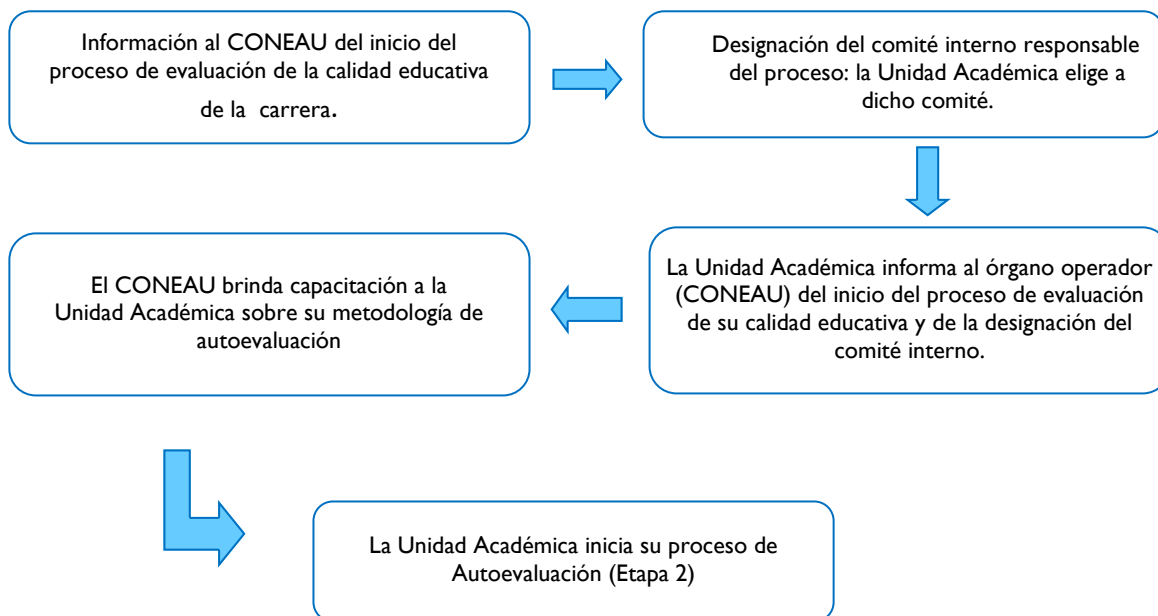 Información al CONEAU del inicio del
proceso de evaluación de la calidad educativa
de la carrera.
Designación del comité interno responsable
del proceso: la Unidad Académica elige a
dicho comité.
La Unidad Académica informa al órgano operador
(CONEAU) del inicio del proceso de evaluación
de su calidad educativa y de la designación del
comité interno.
El CONEAU brinda capacitación a la
Unidad Académica sobre su metodología de
autoevaluación
La Unidad Académica inicia su proceso de
Autoevaluación (Etapa 2)